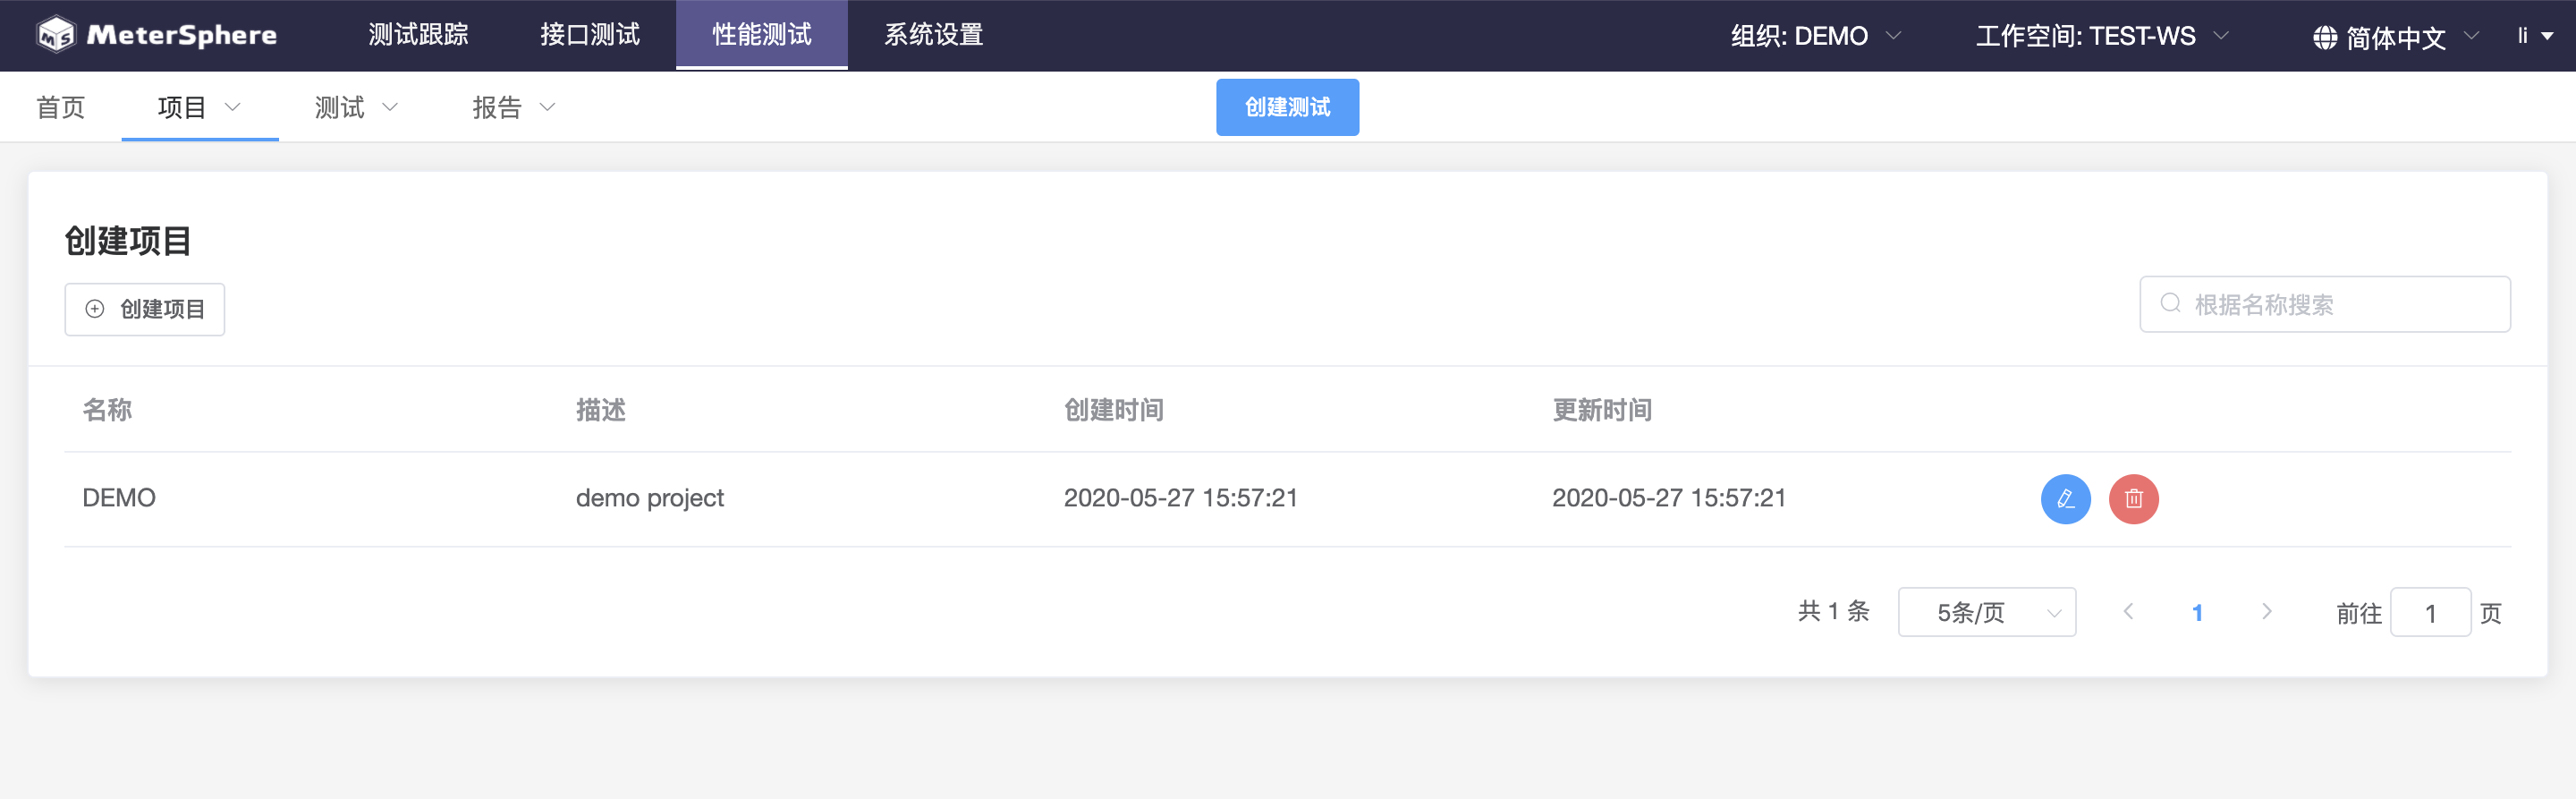 MeterSphere 测试跟踪 接口测试 性能测试 系统设置 组织: DEMO 工作空间: TEST-WS 简体中文 li
首页 项目 测试 报告 创建测试
创建项目
创建项目 根据名称搜索
名称 描述 创建时间 更新时间
DEMO demo project 2020-05-27 15:57:21 2020-05-27 15:57:21
共 1 条 5条/页 1 前往 1 页